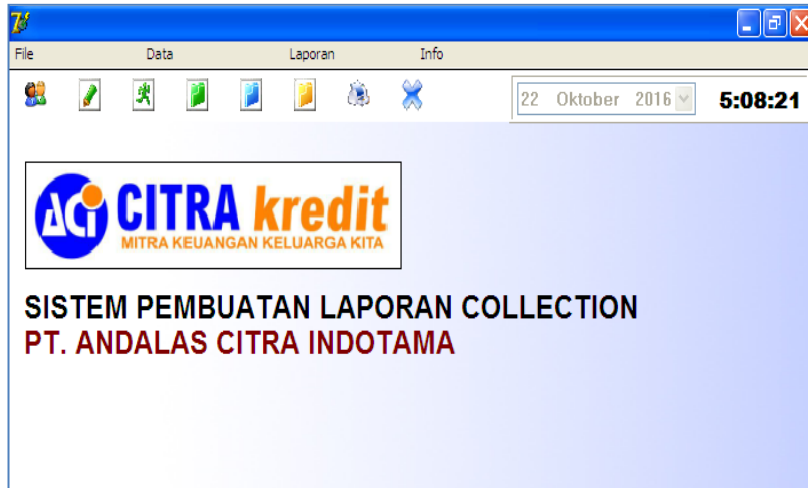 File Data Laporan Info
22 Oktober 2016 5:08:21
ACi CITRA kredit
MITRA KEUANGAN KELUARGA KITA
SISTEM PEMBUATAN LAPORAN COLLECTION
PT. ANDALAS CITRA INDOTAMA